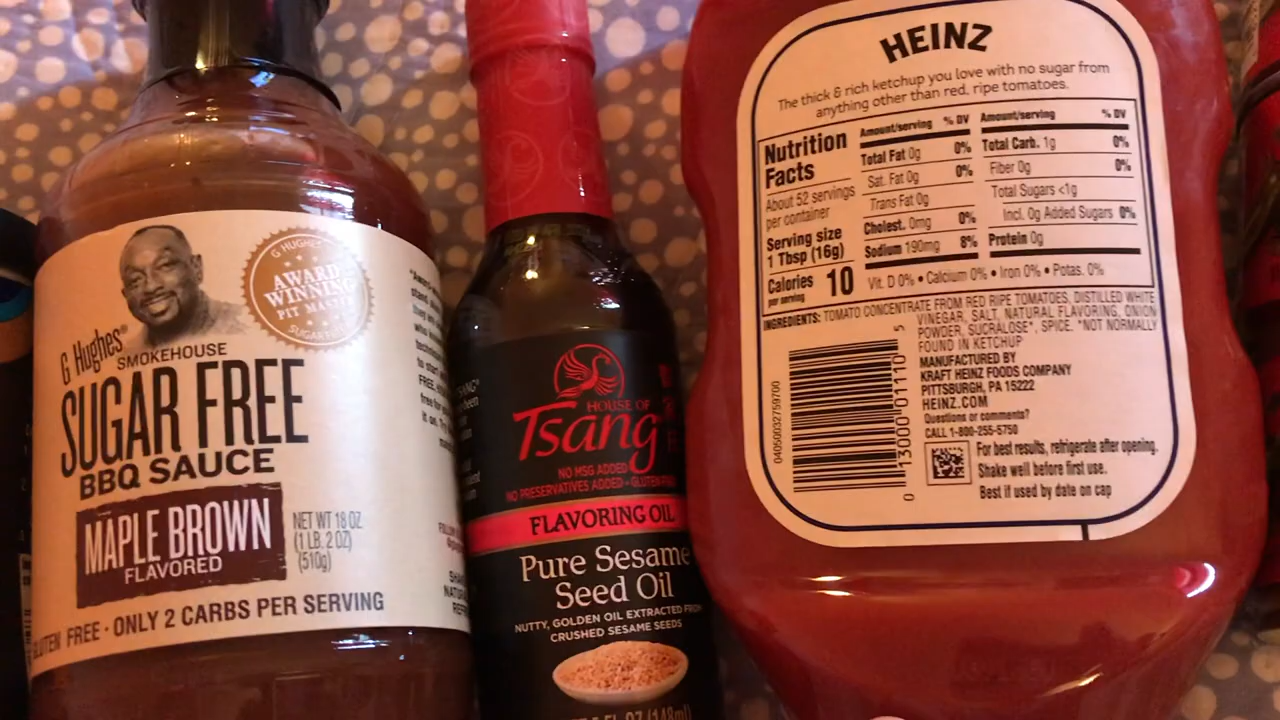 G Hughes®
SMOKEHOUSE
SUGAR FREE
BBQ SAUCE
MAPLE BROWN
FLAVORED
NET WT 18 OZ
(1 LB. 2 OZ)
(510g)
GLUTEN FREE · ONLY 2 CARBS PER SERVING
G HUGHES
AWARD
WINNING
PIT MASTER
HOUSE OF
Tsang
NO MSG ADDED
NO PRESERVATIVES ADDED · GLUTEN
FLAVORING OIL
Pure Sesame
Seed Oil
NUTTY, GOLDEN OIL EXTRACTED FROM
CRUSHED SESAME SEEDS
(148ml)
HEINZ
The thick & rich ketchup you love with no sugar from
anything other than red, ripe tomatoes.
Nutrition
Facts
About 52 servings
per container
Serving size
1 Tbsp (16g)
Calories 10
per serving
Amount/serving % DV
Total Fat 0g 0%
Sat. Fat 0g 0%
Trans Fat 0g
Cholest. 0mg 0%
Sodium 190mg 8%
Amount/serving % DV
Total Carb. 1g 0%
Fiber 0g 0%
Total Sugars <1g
Incl. 0g Added Sugars 0%
Protein 0g
Vit. D 0% • Calcium 0% • Iron 0% • Potas. 0%
INGREDIENTS: TOMATO CONCENTRATE FROM RED RIPE TOMATOES, DISTILLED WHITE
VINEGAR, SALT, NATURAL FLAVORING, ONION
POWDER, SUCRALOSE*, SPICE. *NOT NORMALLY
FOUND IN KETCHUP
MANUFACTURED BY
KRAFT HEINZ FOODS COMPANY
PITTSBURGH, PA 15222
HEINZ.COM
Questions or comments?
CALL 1-800-255-5750
For best results, refrigerate after opening.
Shake well before first use.
Best if used by date on cap
04050032759700
0 13000 01110 5